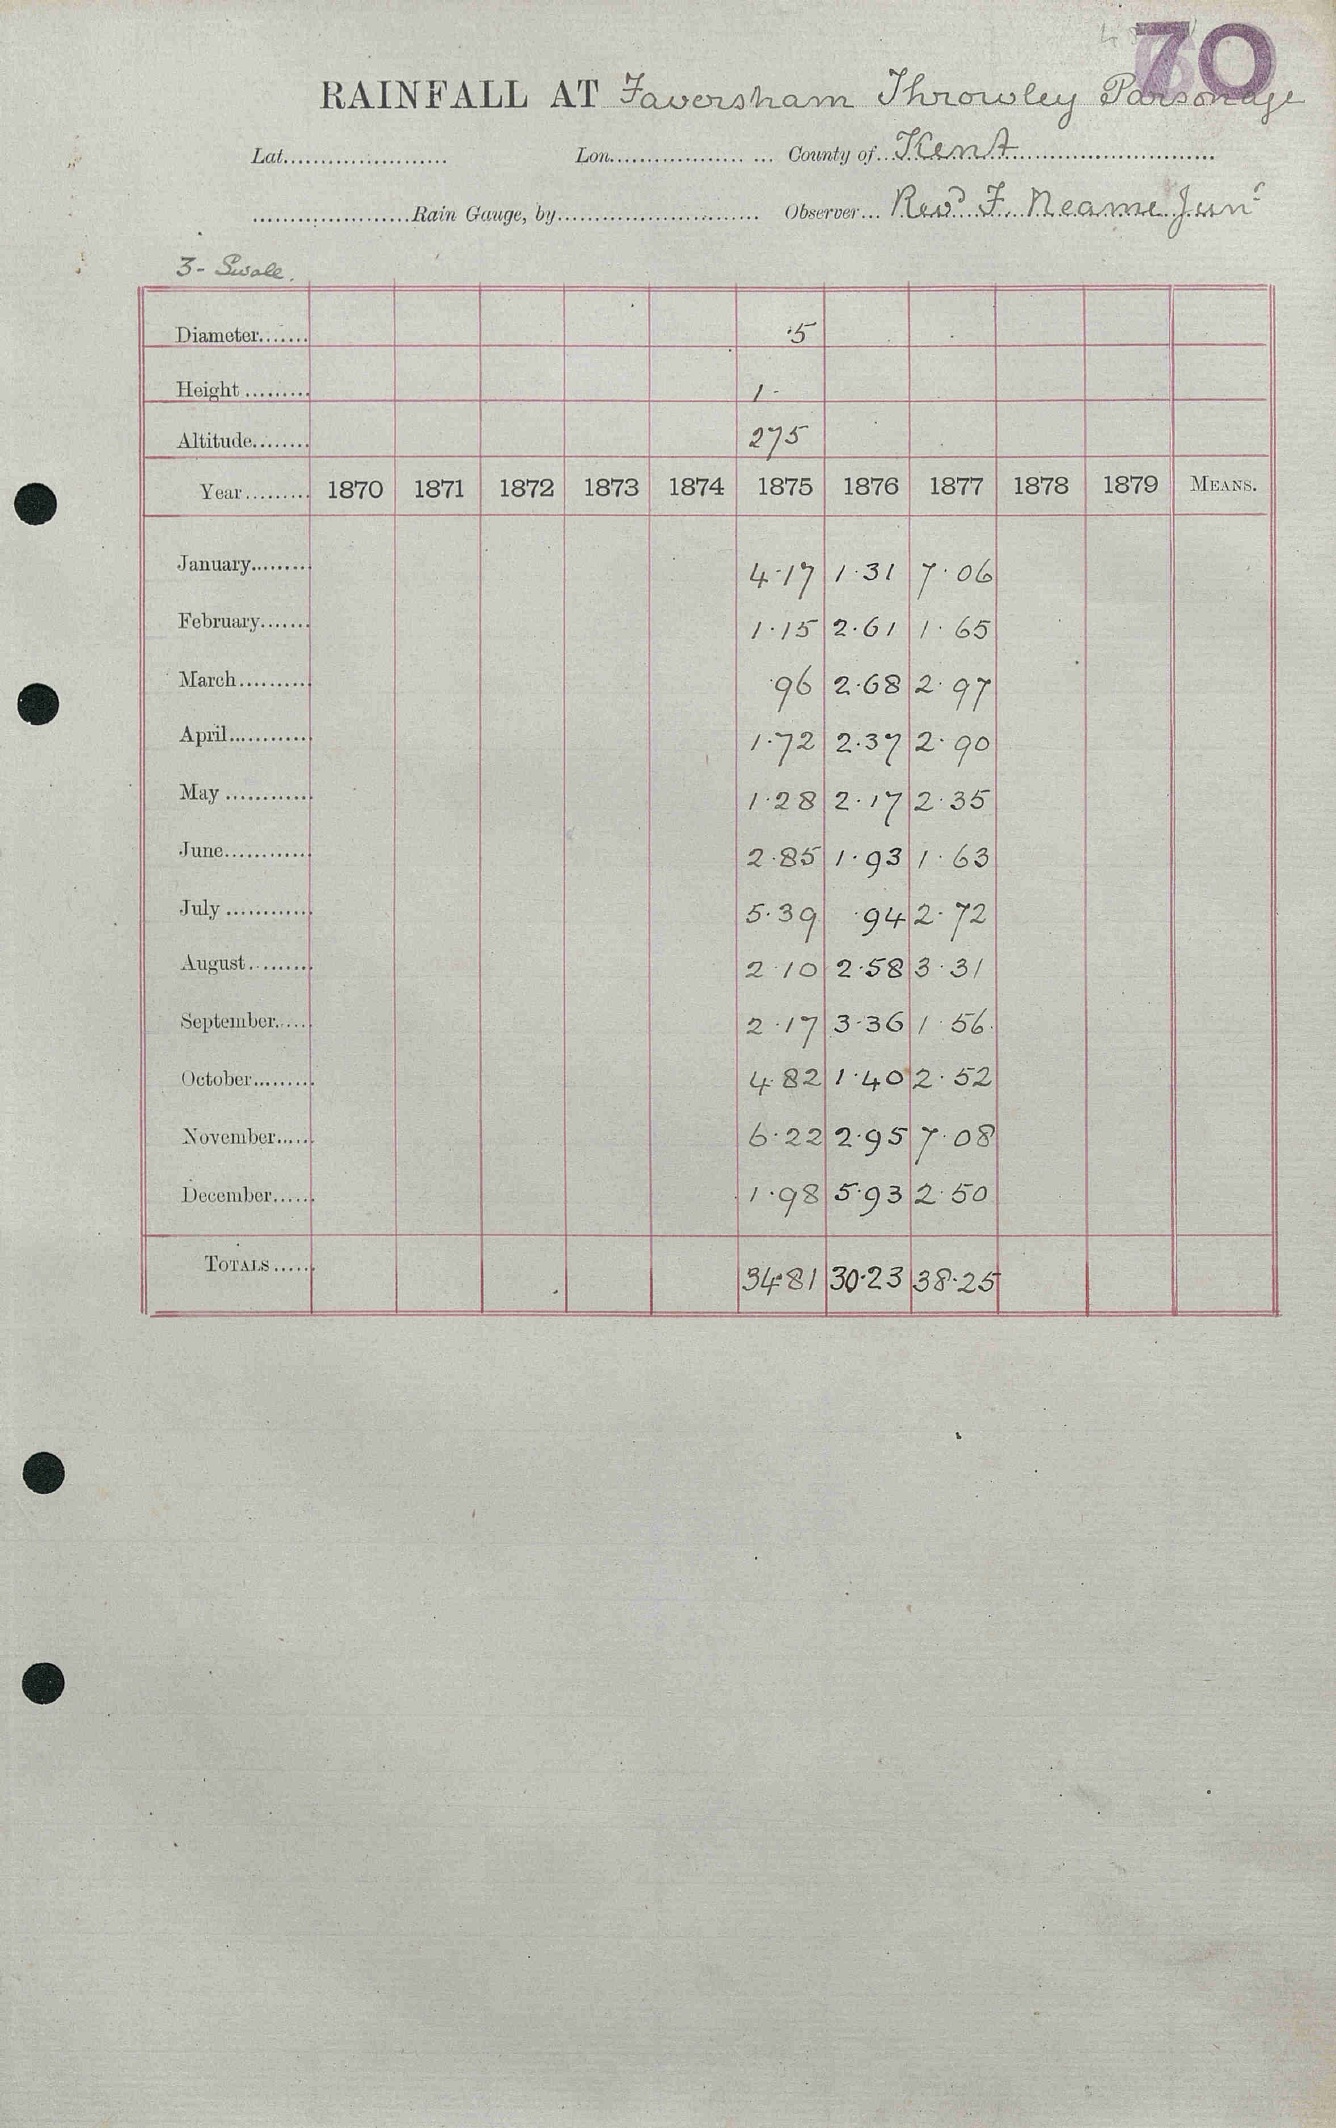 70
RAINFALL AT Faversham Throwley Parsonage
Lat..................... Lon..................... County of... Kent
.....................Rain Gauge, by........................... Observer... Revd F. Neame Junr
3 - Swale.
Diameter....... ·5
Height ......... 1 -
Altitude........ 275
Year......... 1870 1871 1872 1873 1874 1875 1876 1877 1878 1879 MEANS.
January......... 4·17 1·31 7·06
February....... 1·15 2·61 1·65
March.......... ·96 2·68 2·97
April............ 1·72 2·37 2·90
May ............ 1·28 2·17 2·35
June............ 2·85 1·93 1·63
July ............ 5·39 ·94 2·72
August......... 2·10 2·58 3·31
September...... 2·17 3·36 1·56
October......... 4·82 1·40 2·52
November...... 6·22 2·95 7·08
December...... 1·98 5·93 2·50
TOTALS...... 34·81 30·23 38·25